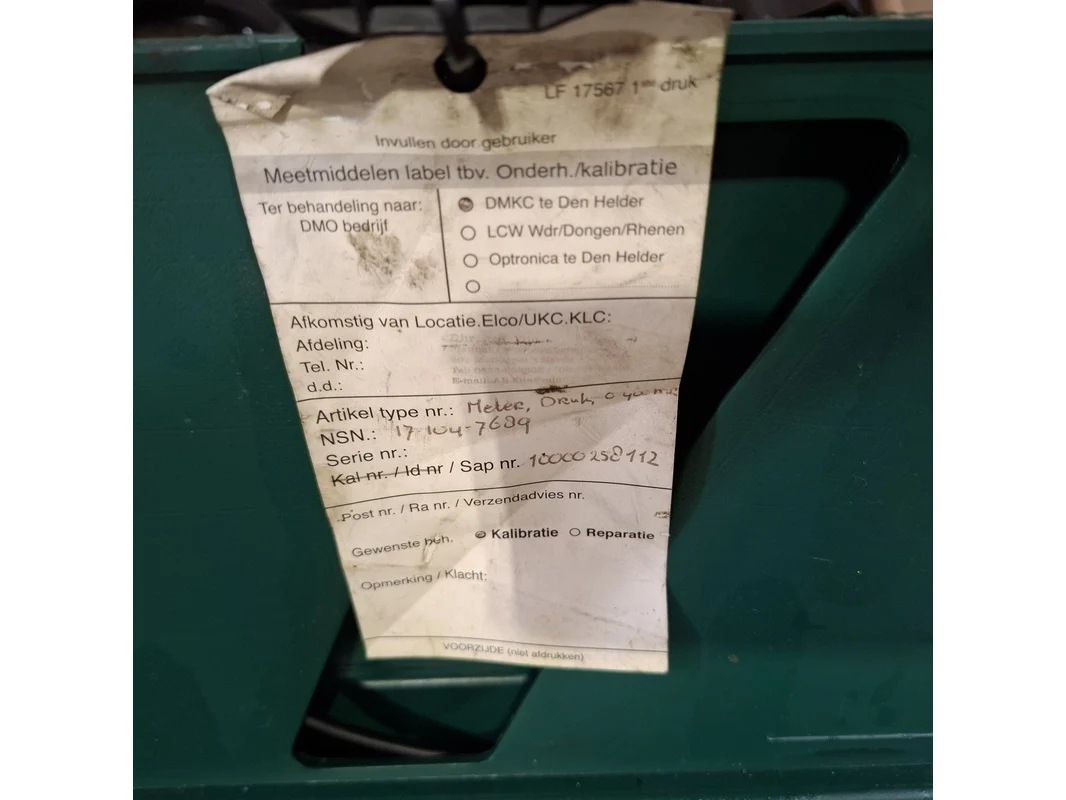 LF 17567 1ste druk
Invullen door gebruiker
Meetmiddelen label tbv. Onderh./kalibratie
Ter behandeling naar:
DMO bedrijf
DMKC te Den Helder
LCW Wdr/Dongen/Rhenen
Optronica te Den Helder
Afkomstig van Locatie.Elco/UKC.KLC:
Afdeling:
Tel. Nr.:
d.d.:
Artikel type nr.: Meter, Druk, 0 40
NSN.: 17-104-7689
Serie nr.:
Kal nr. / Id nr / Sap nr. 10000258112
Post nr. / Ra nr. / Verzendadvies nr.
Gewenste beh. Kalibratie Reparatie
Opmerking / Klacht:
VOORZIJDE (niet afdrukken)